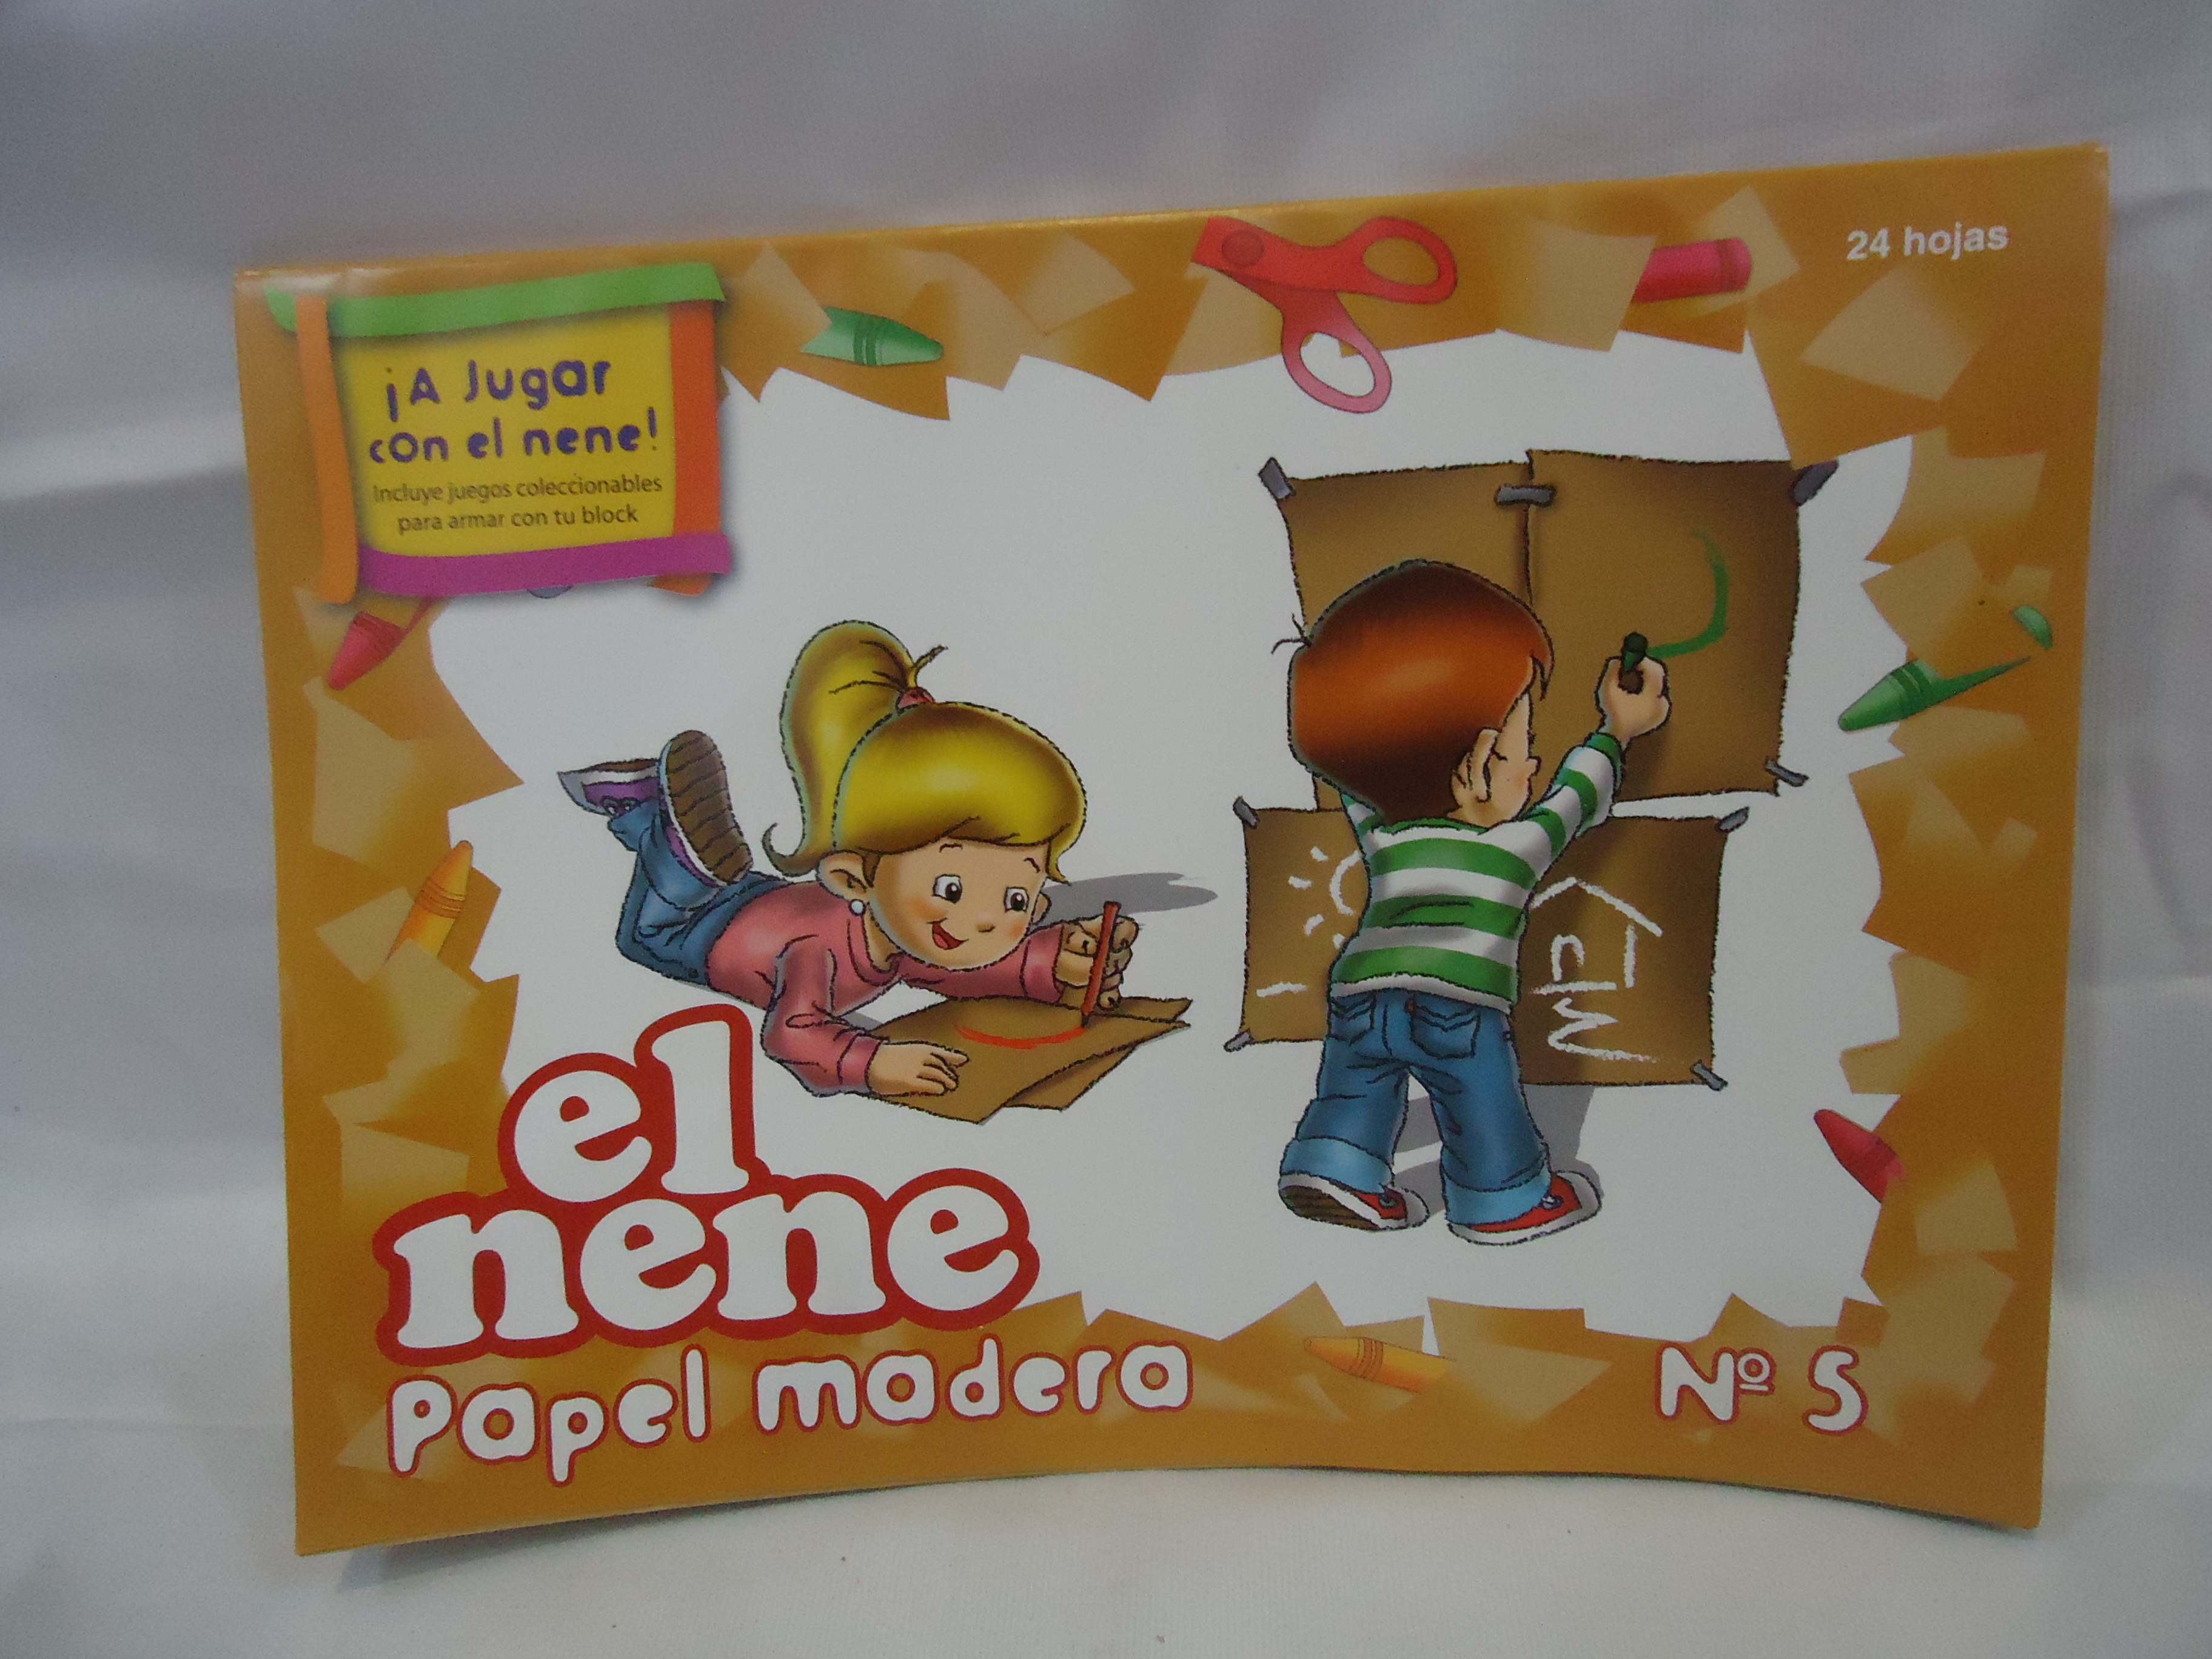 24 hojas
¡A Jugar
con el nene!
Incluye juegos coleccionables
para armar con tu block
el
nene
Papel madera
Nº 5